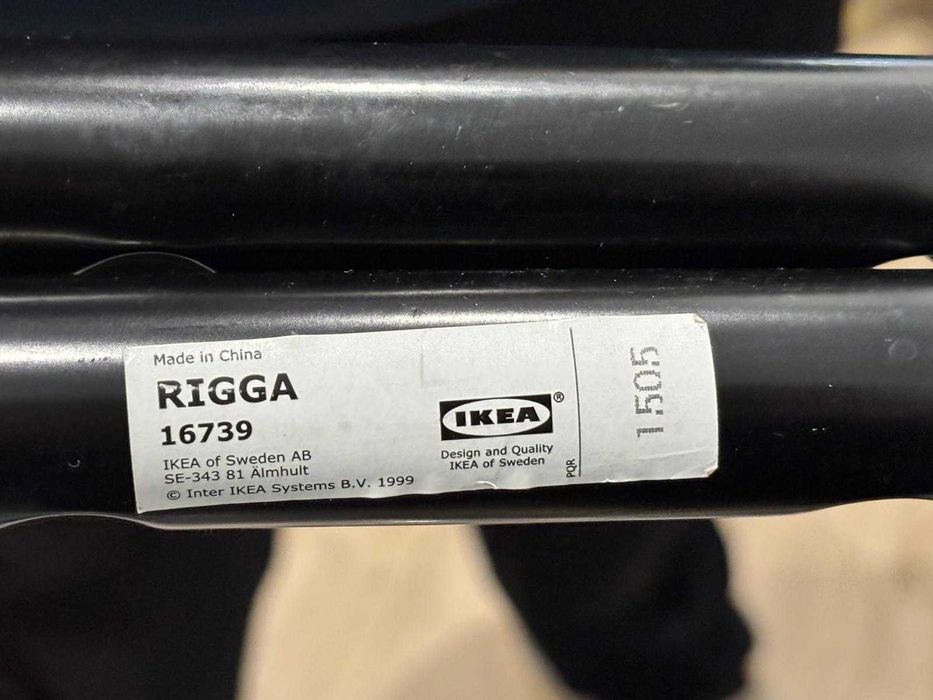 Made in China
RIGGA
16739
IKEA of Sweden AB
SE-343 81 Älmhult
© Inter IKEA Systems B.V. 1999
IKEA®
Design and Quality
IKEA of Sweden
PQR
1505